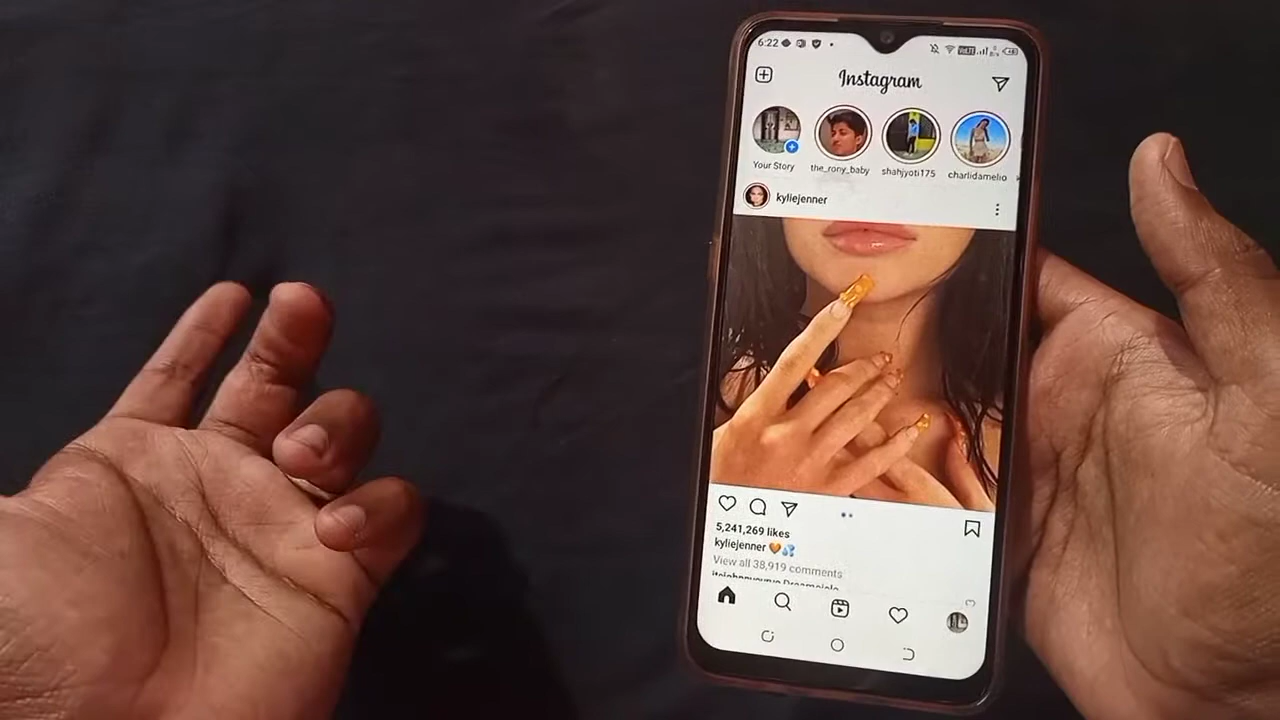 6:22
Instagram
Your Story
the_rony_baby
shahjyoti175
charlidamelio
kyliejenner
5,241,269 likes
kyliejenner 🧡💦
View all 38,919 comments